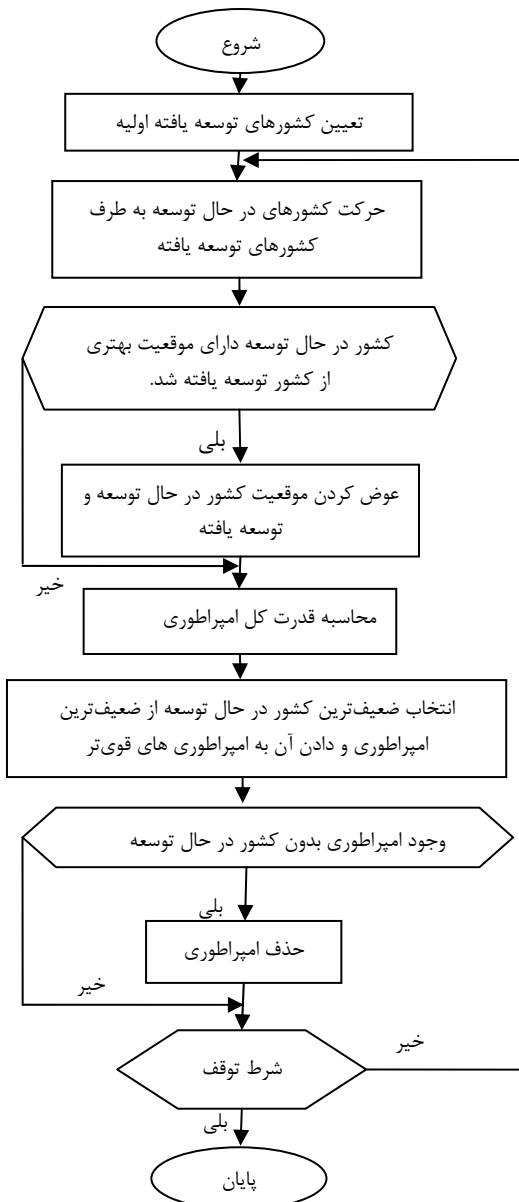 شروع
تعیین کشورهای توسعه یافته اولیه
حرکت کشورهای در حال توسعه به طرف
کشورهای توسعه یافته
کشور در حال توسعه دارای موقعیت بهتری
از کشور توسعه یافته شد.
بلی
عوض کردن موقعیت کشور در حال توسعه و
توسعه یافته
خیر
محاسبه قدرت کل امپراطوری
انتخاب ضعیف‌ترین کشور در حال توسعه از ضعیف‌ترین
امپراطوری و دادن آن به امپراطوری های قوی‌تر
وجود امپراطوری بدون کشور در حال توسعه
بلی
حذف امپراطوری
خیر
شرط توقف
خیر
بلی
پایان